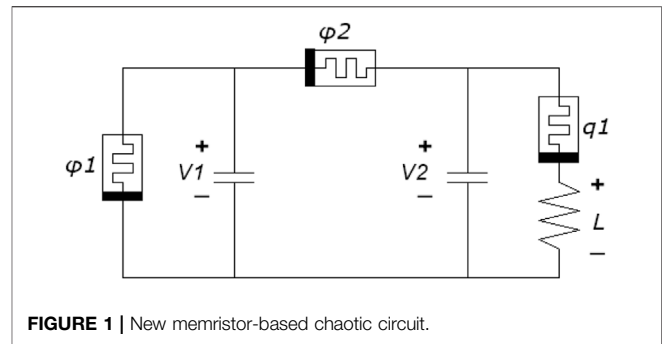 φ2
φ1
+
V1
−
+
V2
−
q1
+
L
−
FIGURE 1 | New memristor-based chaotic circuit.